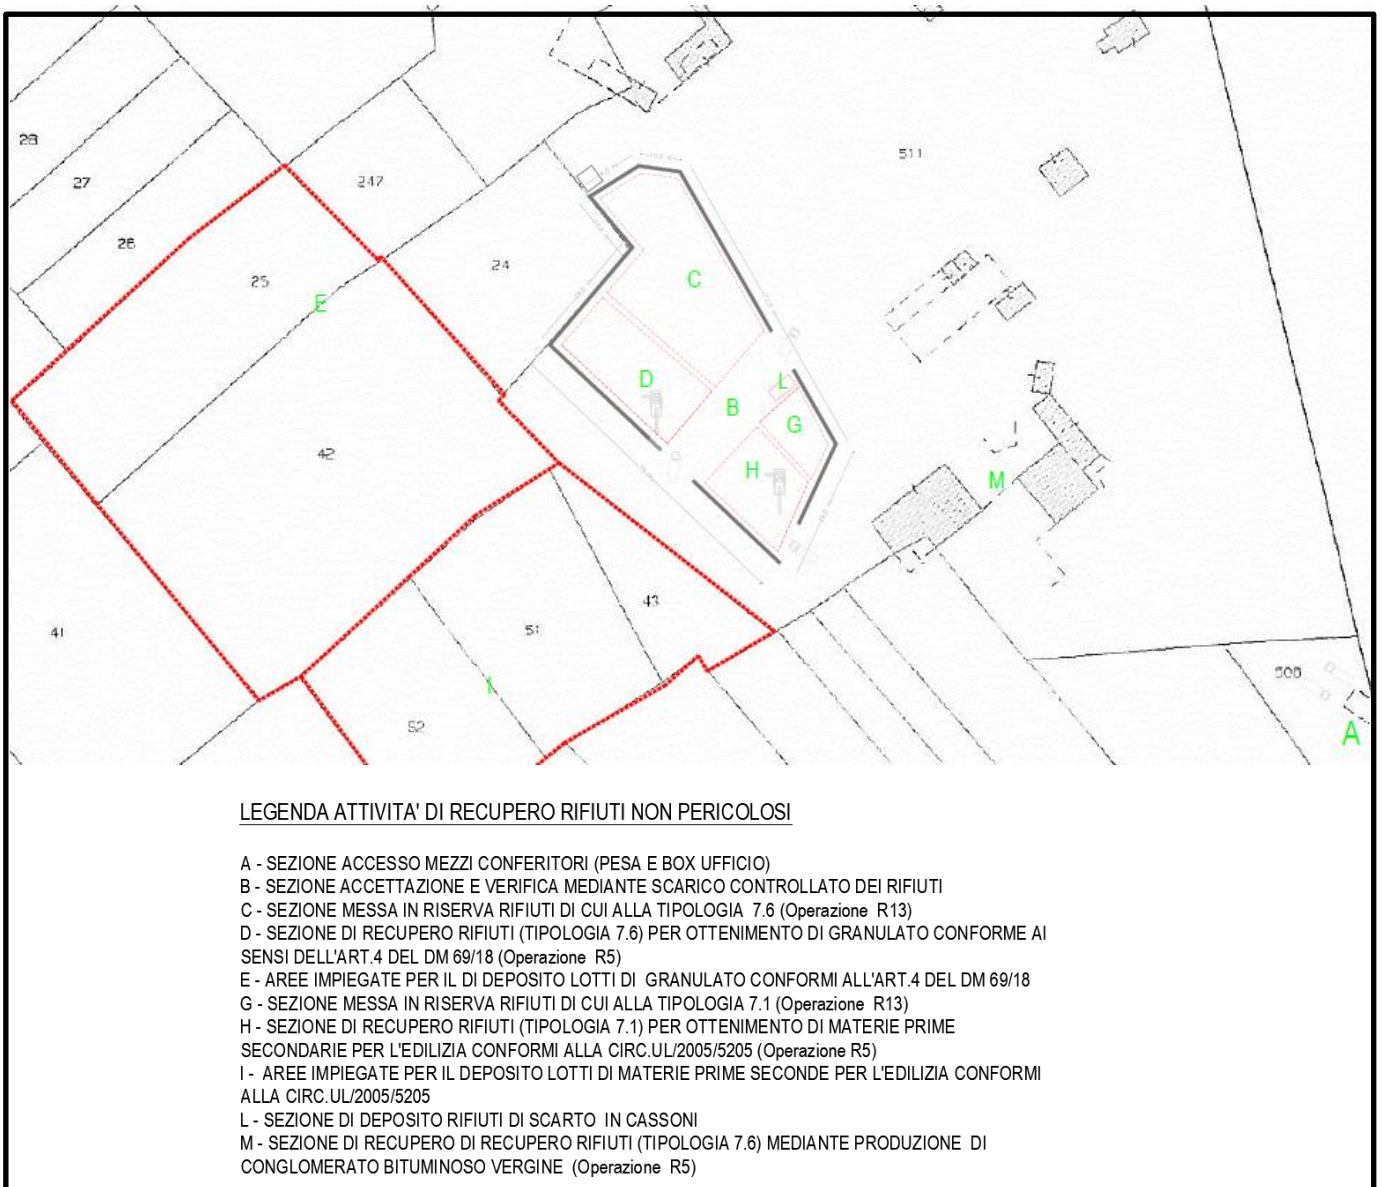 28
27
26
247
25
E
24
511
C
D
L
B
G
42
H
M
41
51
43
I
52
508
A
LEGENDA ATTIVITA' DI RECUPERO RIFIUTI NON PERICOLOSI
A - SEZIONE ACCESSO MEZZI CONFERITORI (PESA E BOX UFFICIO)
B - SEZIONE ACCETTAZIONE E VERIFICA MEDIANTE SCARICO CONTROLLATO DEI RIFIUTI
C - SEZIONE MESSA IN RISERVA RIFIUTI DI CUI ALLA TIPOLOGIA 7.6 (Operazione R13)
D - SEZIONE DI RECUPERO RIFIUTI (TIPOLOGIA 7.6) PER OTTENIMENTO DI GRANULATO CONFORME AI
SENSI DELL'ART.4 DEL DM 69/18 (Operazione R5)
E - AREE IMPIEGATE PER IL DI DEPOSITO LOTTI DI GRANULATO CONFORMI ALL'ART.4 DEL DM 69/18
G - SEZIONE MESSA IN RISERVA RIFIUTI DI CUI ALLA TIPOLOGIA 7.1 (Operazione R13)
H - SEZIONE DI RECUPERO RIFIUTI (TIPOLOGIA 7.1) PER OTTENIMENTO DI MATERIE PRIME
SECONDARIE PER L'EDILIZIA CONFORMI ALLA CIRC.UL/2005/5205 (Operazione R5)
I - AREE IMPIEGATE PER IL DEPOSITO LOTTI DI MATERIE PRIME SECONDE PER L'EDILIZIA CONFORMI
ALLA CIRC.UL/2005/5205
L - SEZIONE DI DEPOSITO RIFIUTI DI SCARTO IN CASSONI
M - SEZIONE DI RECUPERO DI RECUPERO RIFIUTI (TIPOLOGIA 7.6) MEDIANTE PRODUZIONE DI
CONGLOMERATO BITUMINOSO VERGINE (Operazione R5)